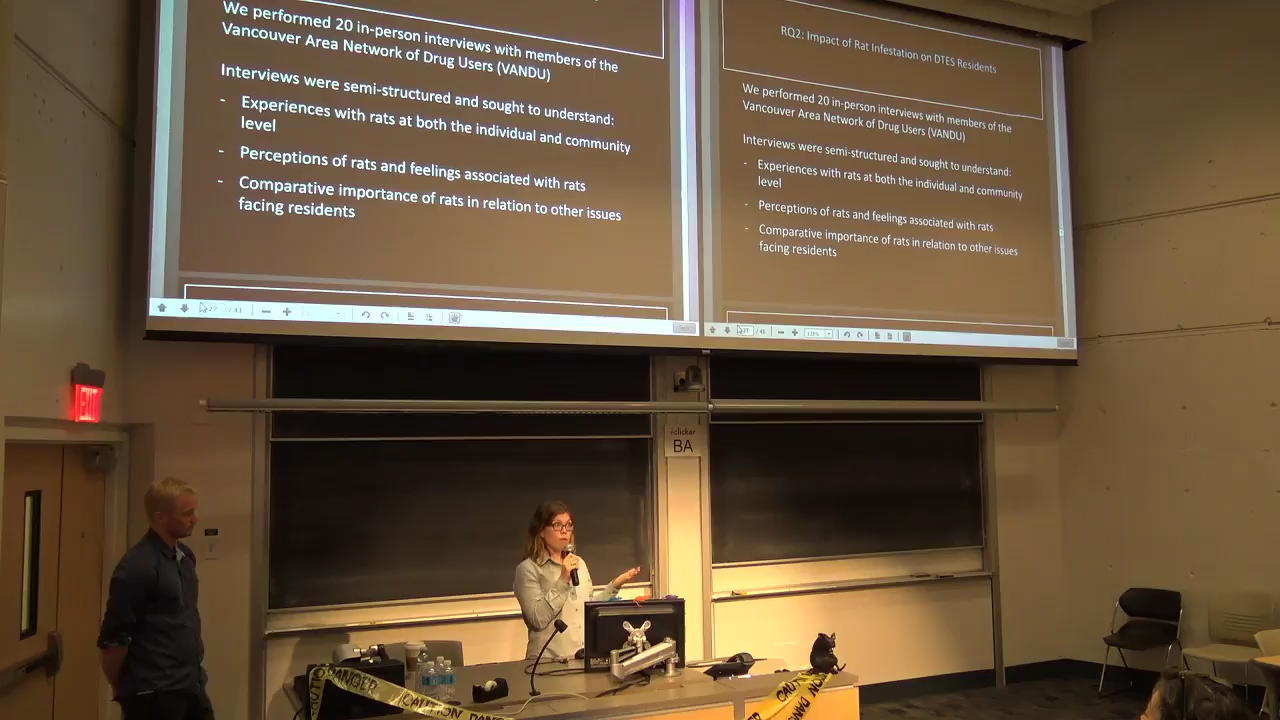 We performed 20 in-person interviews with members of the
Vancouver Area Network of Drug Users (VANDU)
Interviews were semi-structured and sought to understand:
- Experiences with rats at both the individual and community
level
- Perceptions of rats and feelings associated with rats
- Comparative importance of rats in relation to other issues
facing residents
27 / 41
RQ2: Impact of Rat Infestation on DTES Residents
We performed 20 in-person interviews with members of the
Vancouver Area Network of Drug Users (VANDU)
Interviews were semi-structured and sought to understand:
- Experiences with rats at both the individual and community
level
- Perceptions of rats and feelings associated with rats
- Comparative importance of rats in relation to other issues
facing residents
27 / 41
EXIT
iclicker
BA
DANGER
CAUTION